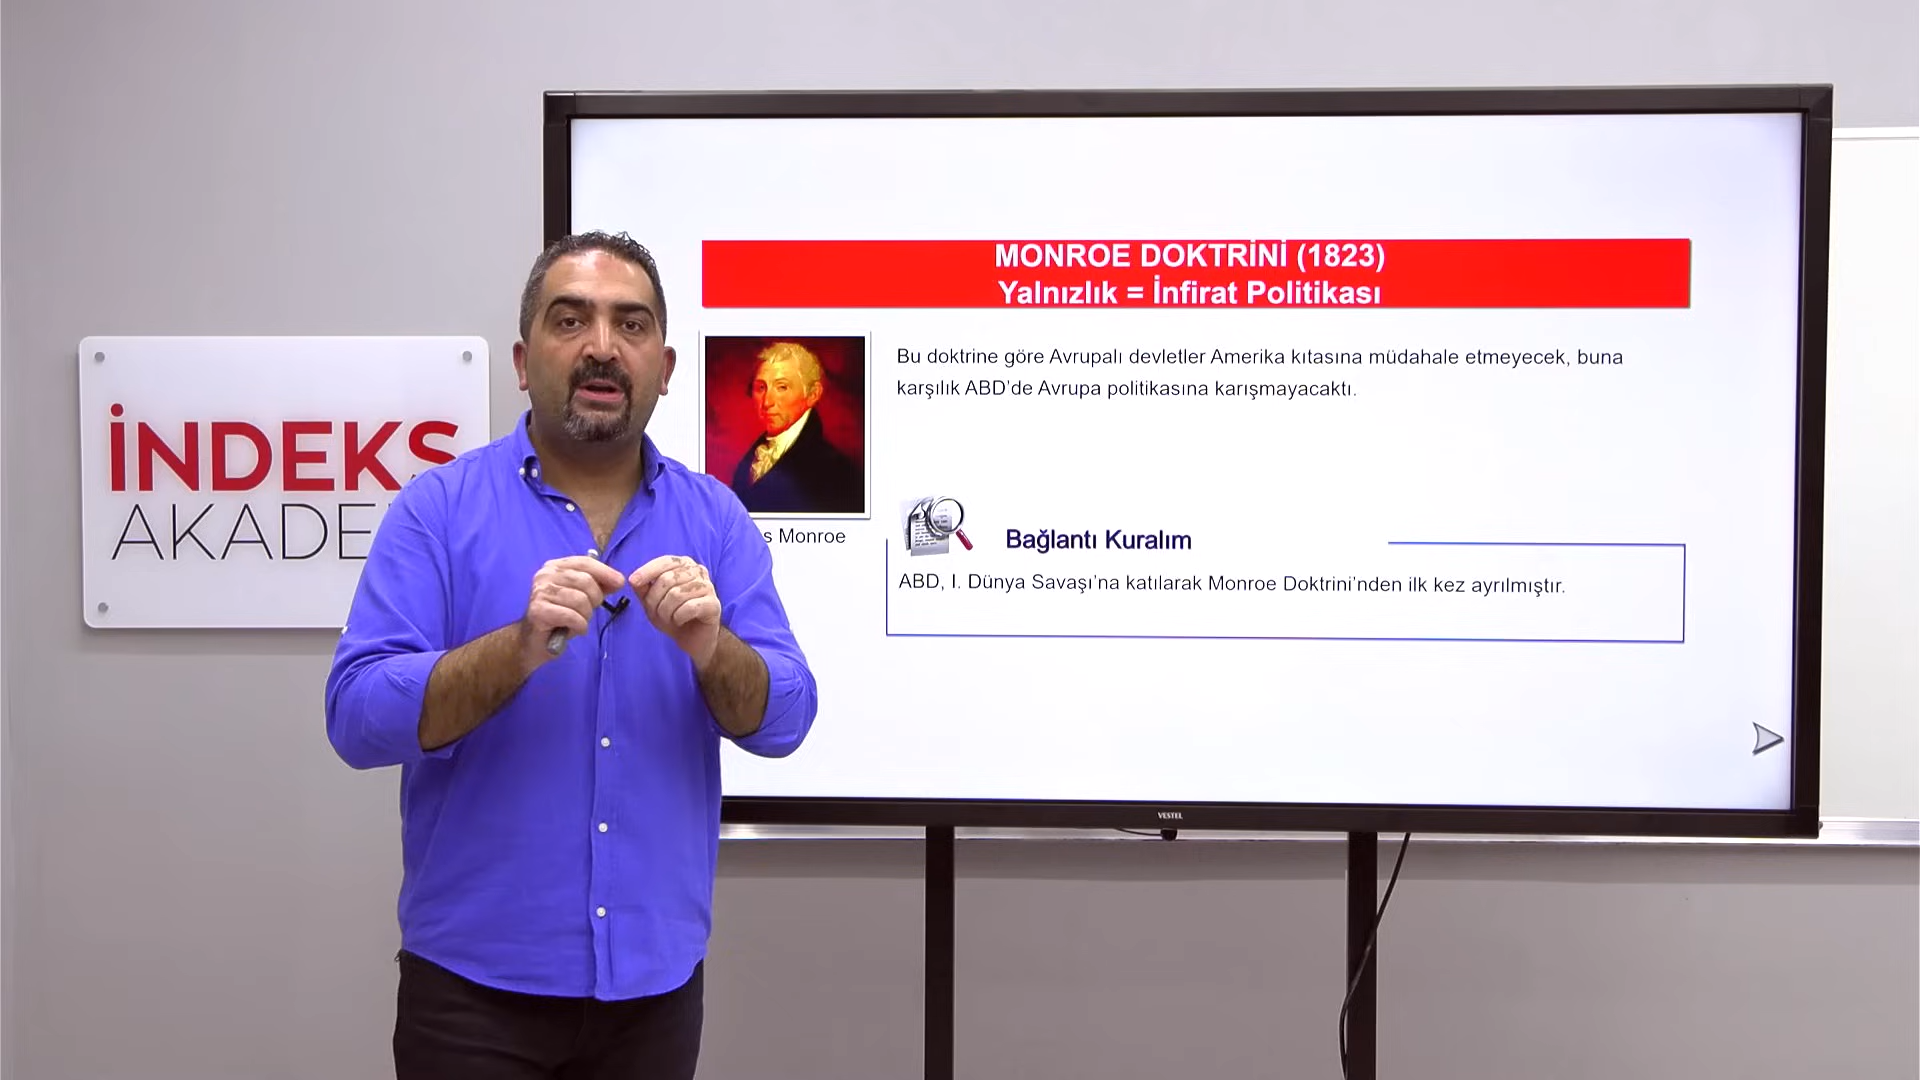 İNDEKS
AKADE
MONROE DOKTRİNİ (1823)
Yalnızlık = İnfirat Politikası
Bu doktrine göre Avrupalı devletler Amerika kıtasına müdahale etmeyecek, buna
karşılık ABD'de Avrupa politikasına karışmayacaktı.
s Monroe
Bağlantı Kuralım
ABD, I. Dünya Savaşı'na katılarak Monroe Doktrini'nden ilk kez ayrılmıştır.
VESTEL